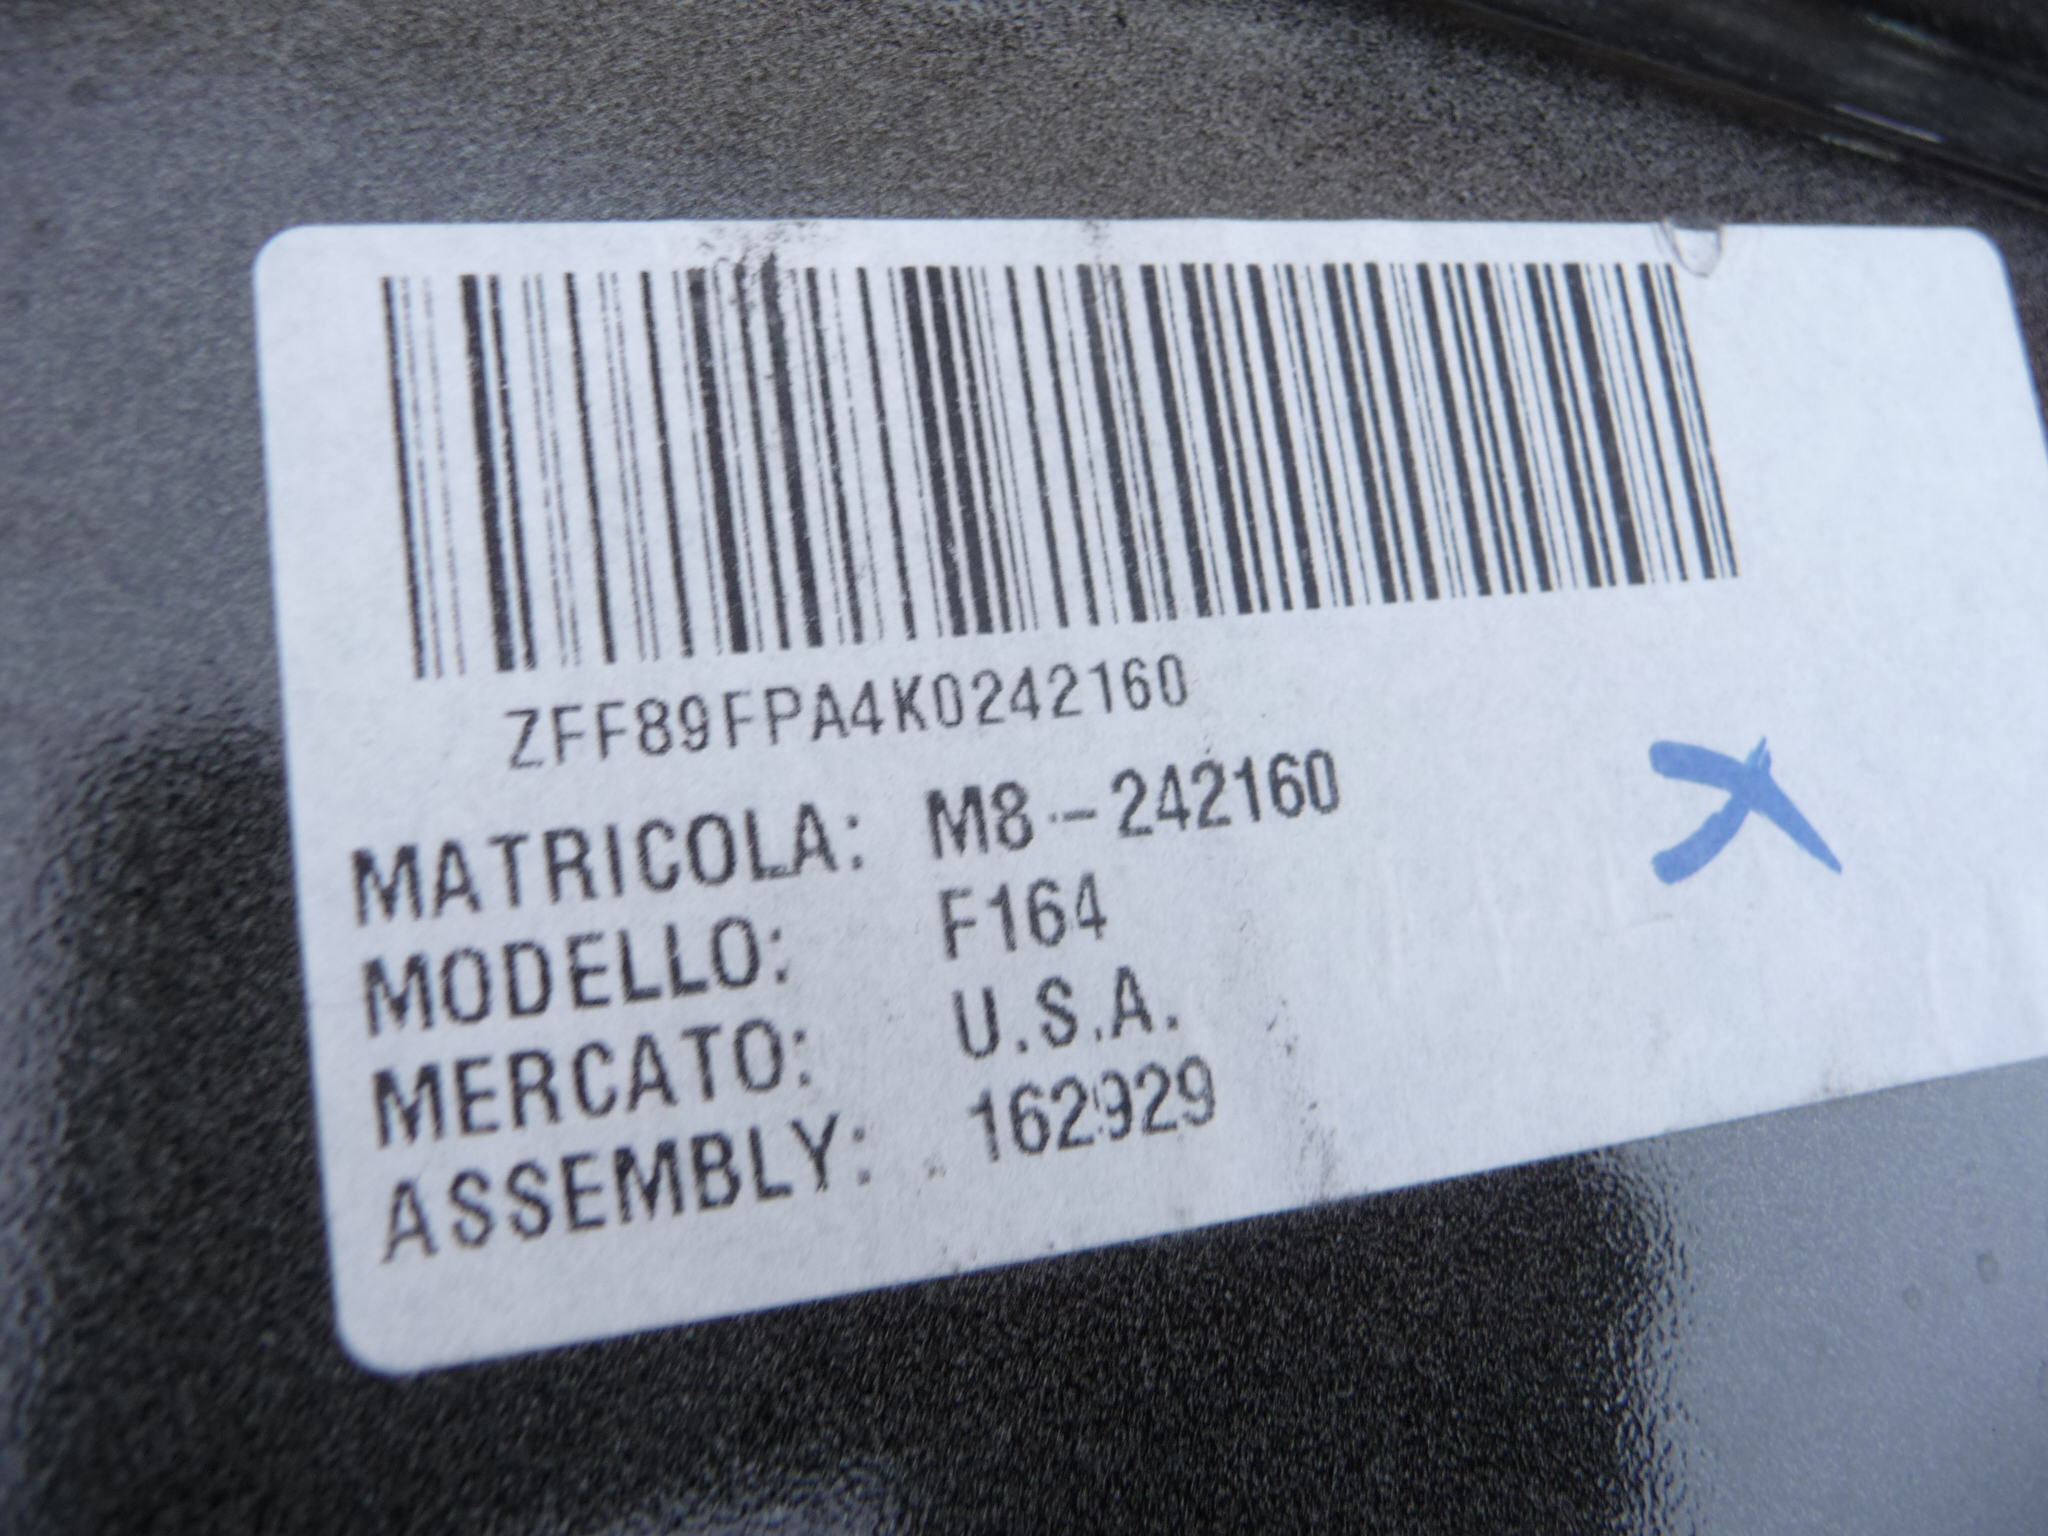 ZFF89FPA4K0242160
MATRICOLA: M8-242160
MODELLO: F164
MERCATO: U.S.A.
ASSEMBLY: 162929